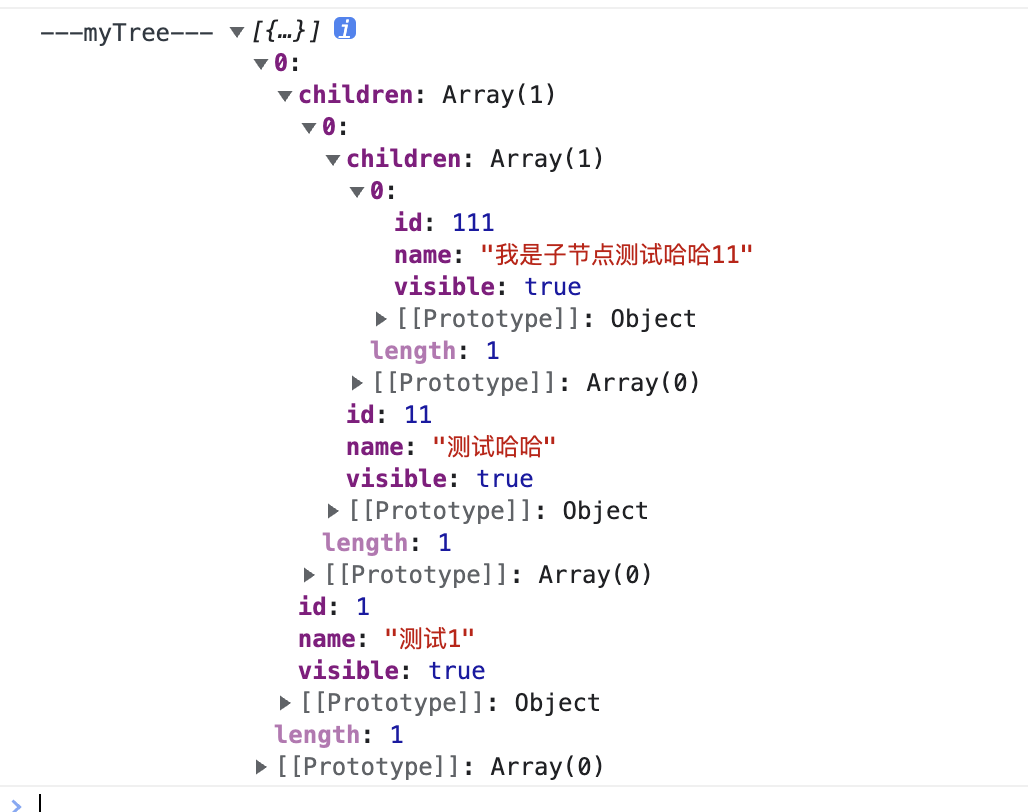 ---myTree--- ▼[{…}] i
▼0:
▼children: Array(1)
▼0:
▼children: Array(1)
▼0:
id: 111
name: "我是子节点测试哈哈11"
visible: true
▶[[Prototype]]: Object
length: 1
▶[[Prototype]]: Array(0)
id: 11
name: "测试哈哈"
visible: true
▶[[Prototype]]: Object
length: 1
▶[[Prototype]]: Array(0)
id: 1
name: "测试1"
visible: true
▶[[Prototype]]: Object
length: 1
▶[[Prototype]]: Array(0)
>